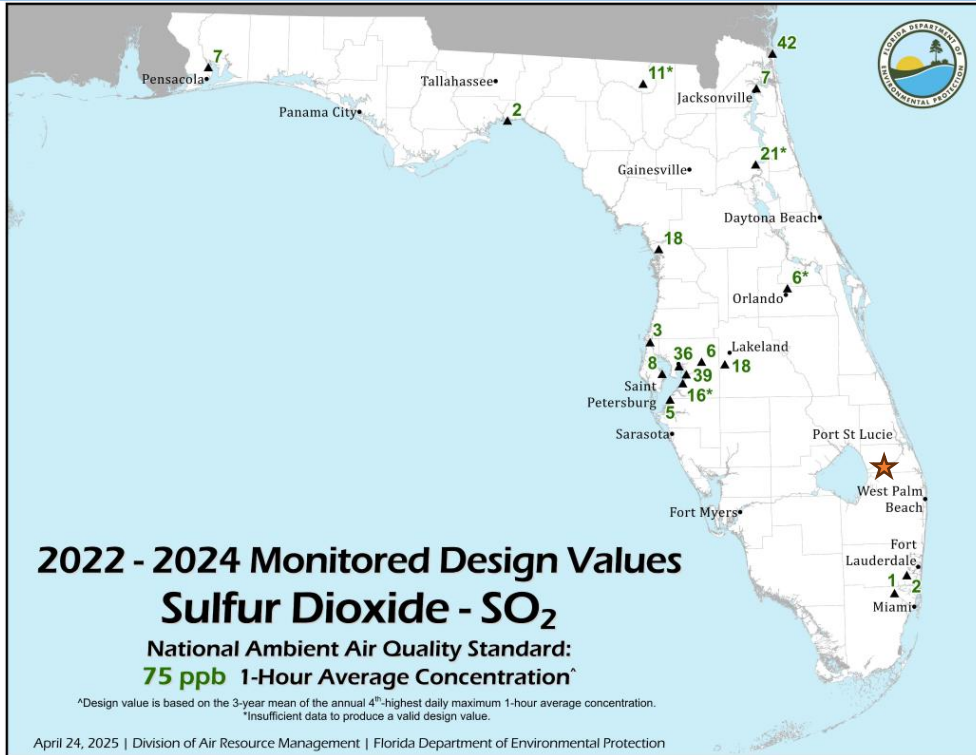 FLORIDA DEPARTMENT OF
ENVIRONMENTAL PROTECTION
42
7
Pensacola
Tallahassee
11*
7
Jacksonville
Panama City
2
21*
Gainesville
Daytona Beach
18
6*
Orlando
3
36
6
Lakeland
8
39
18
Saint
Petersburg
16*
5
Sarasota
Port St Lucie
West Palm
Beach
Fort Myers
Fort
Lauderdale
1
2
Miami
2022 - 2024 Monitored Design Values
Sulfur Dioxide - SO₂
National Ambient Air Quality Standard:
75 ppb 1-Hour Average Concentration^
^Design value is based on the 3-year mean of the annual 4th-highest daily maximum 1-hour average concentration.
*Insufficient data to produce a valid design value.
April 24, 2025 | Division of Air Resource Management | Florida Department of Environmental Protection